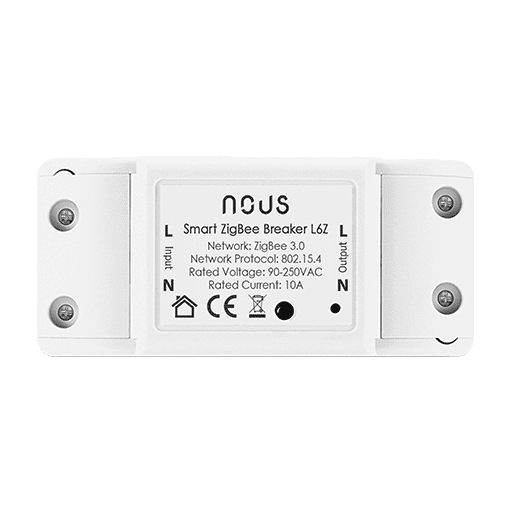 nous
Smart ZigBee Breaker L6Z
L
Input
N
Network: ZigBee 3.0
Network Protocol: 802.15.4
Rated Voltage: 90-250VAC
Rated Current: 10A
L
Output
N
CE